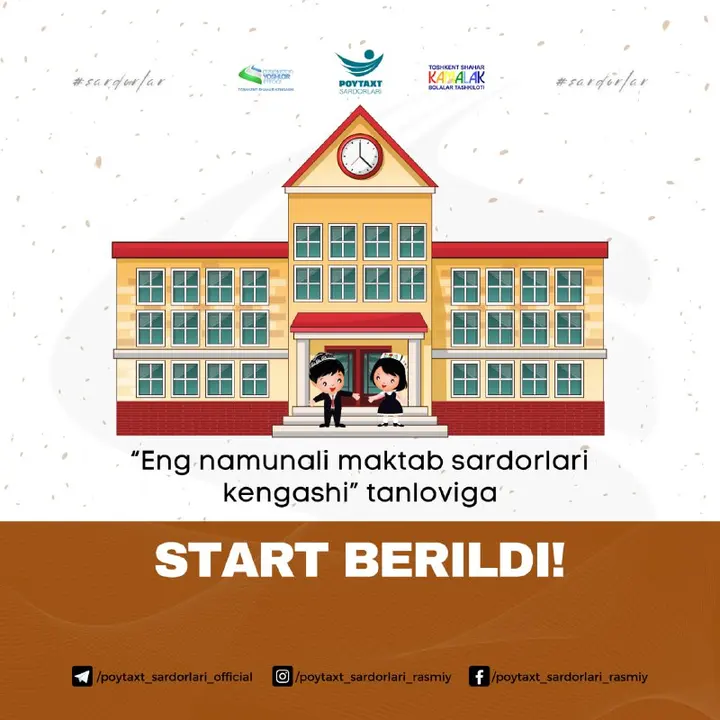 #sardorlar
YOSHLAR
POYTAXT
SARDORLARI
TOSHKENT SHAHAR
KAMALAK
BOLALAR TASHKILOTI
#sardorlar
“Eng namunali maktab sardorlari
kengashi” tanloviga
START BERILDI!
/poytaxt_sardorlari_official
/poytaxt_sardorlari_rasmiy
/poytaxt_sardorlari_rasmiy